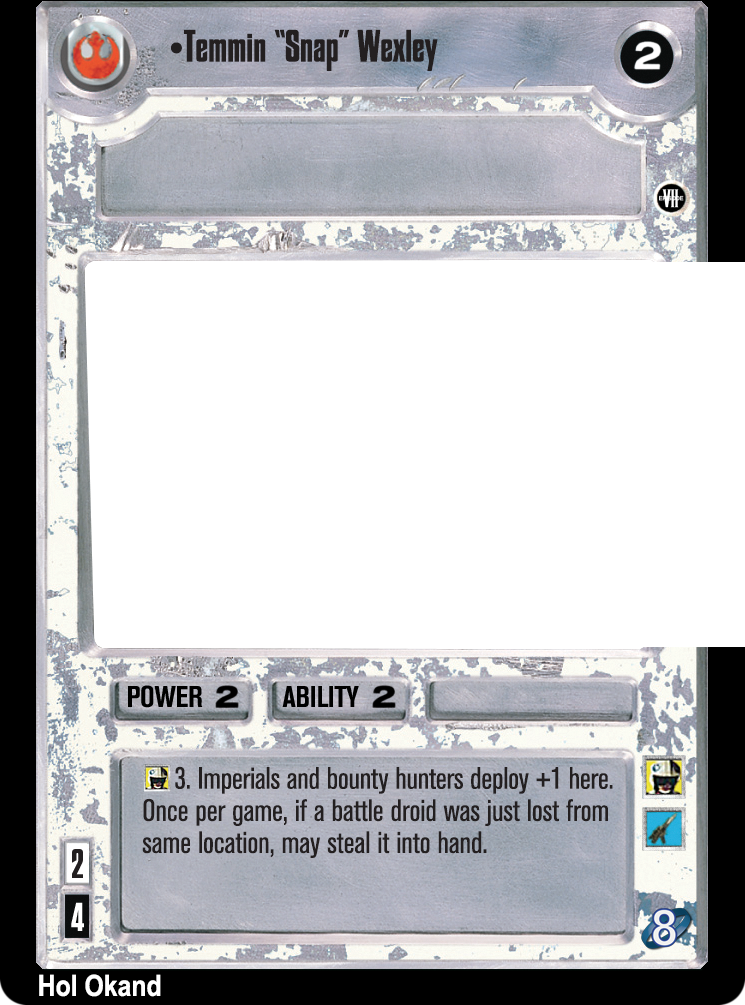 •Temmin “Snap” Wexley
2
EPISODE VII
POWER 2
ABILITY 2
3. Imperials and bounty hunters deploy +1 here.
Once per game, if a battle droid was just lost from
same location, may steal it into hand.
2
4
8
Hol Okand